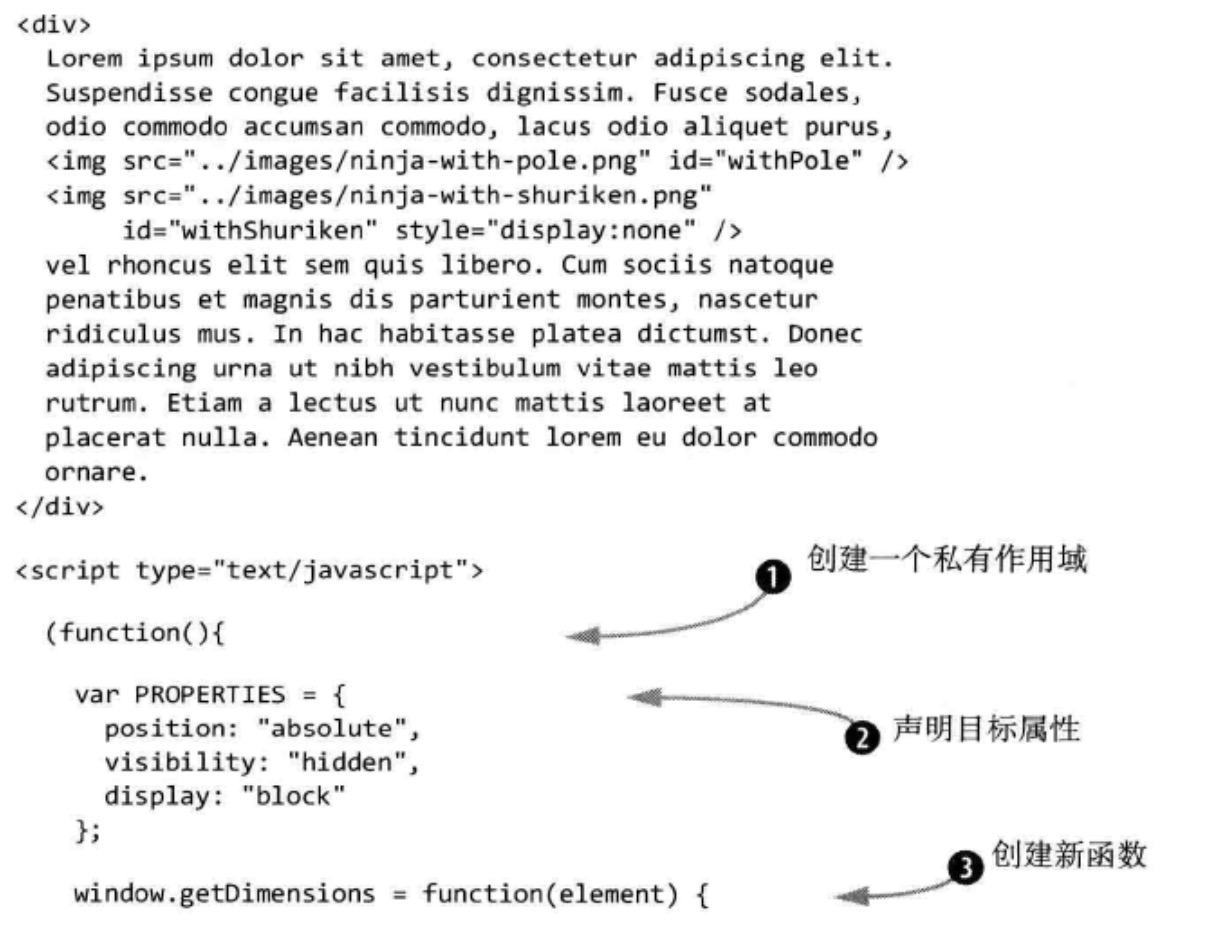 <div>
  Lorem ipsum dolor sit amet, consectetur adipiscing elit.
  Suspendisse congue facilisis dignissim. Fusce sodales,
  odio commodo accumsan commodo, lacus odio aliquet purus,
  <img src="../images/ninja-with-pole.png" id="withPole" />
  <img src="../images/ninja-with-shuriken.png"
       id="withShuriken" style="display:none" />
  vel rhoncus elit sem quis libero. Cum sociis natoque
  penatibus et magnis dis parturient montes, nascetur
  ridiculus mus. In hac habitasse platea dictumst. Donec
  adipiscing urna ut nibh vestibulum vitae mattis leo
  rutrum. Etiam a lectus ut nunc mattis laoreet at
  placerat nulla. Aenean tincidunt lorem eu dolor commodo
  ornare.
</div>
<script type="text/javascript">
❶ 创建一个私有作用域
  (function(){
    var PROPERTIES = {
      position: "absolute",
❷ 声明目标属性
      visibility: "hidden",
      display: "block"
    };
❸ 创建新函数
    window.getDimensions = function(element) {